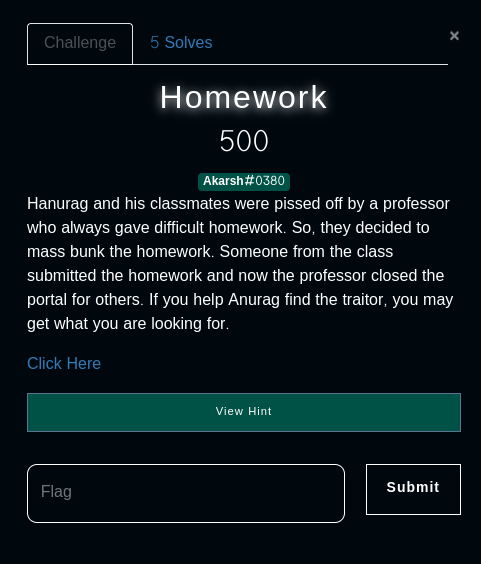 Challenge
5 Solves
×
Homework
500
Akarsh#0380
Hanurag and his classmates were pissed off by a professor
who always gave difficult homework. So, they decided to
mass bunk the homework. Someone from the class
submitted the homework and now the professor closed the
portal for others. If you help Anurag find the traitor, you may
get what you are looking for.
Click Here
View Hint
Flag
Submit